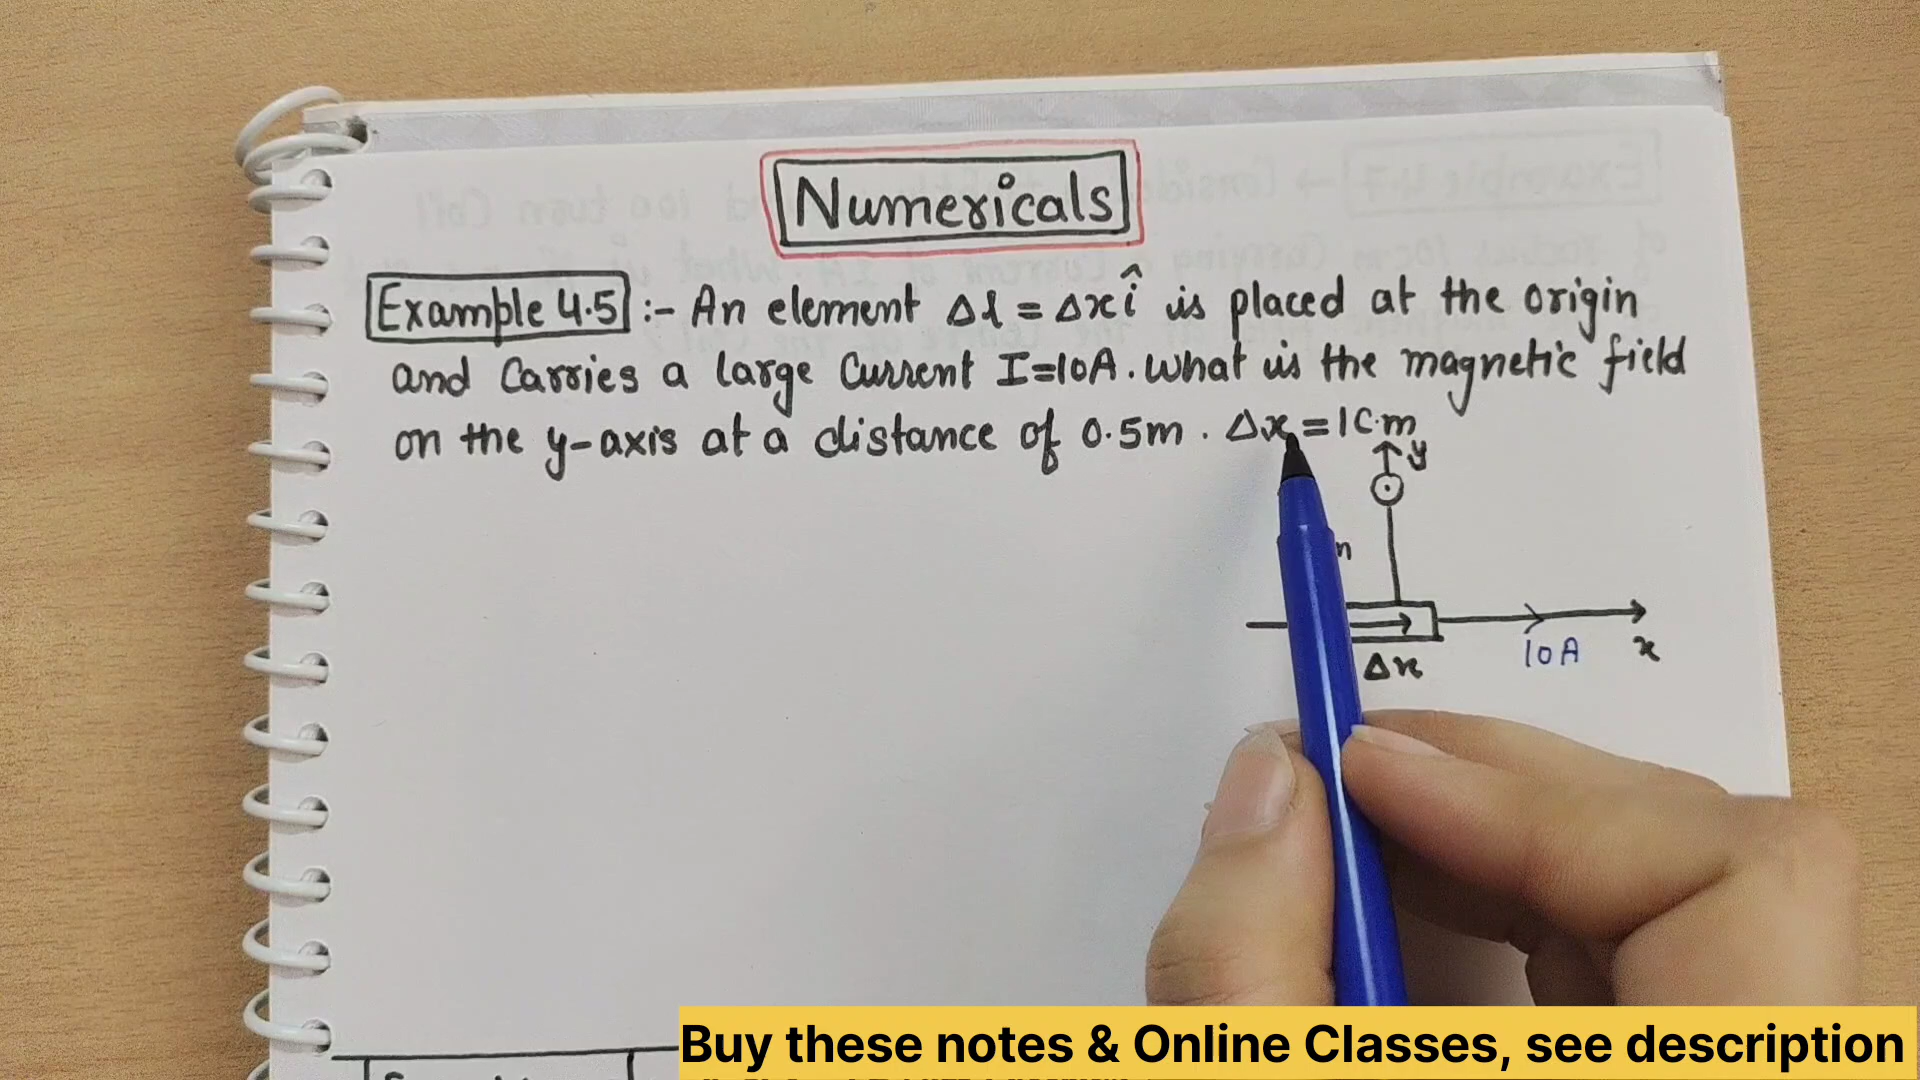 Numericals
Example 4.5 :- An element Δl = Δx î is placed at the origin
and Carries a large Current I=10A. What is the magnetic field
on the y-axis at a distance of 0.5m. Δx = 1c.m
y
10A
x
Δx
Buy these notes & Online Classes, see description